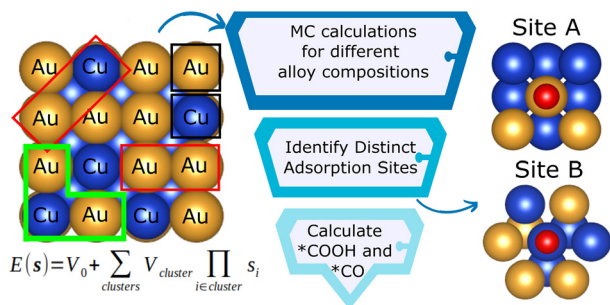 Au Cu Au Au
Au Au Au Cu
Au Cu Au Au
Cu Au Cu Au
E(s)=V₀+ ∑ V_cluster ∏ s_i
clusters i∈cluster
MC calculations
for different
alloy compositions
Identify Distinct
Adsorption Sites
Calculate
*COOH and
*CO
Site A
Site B